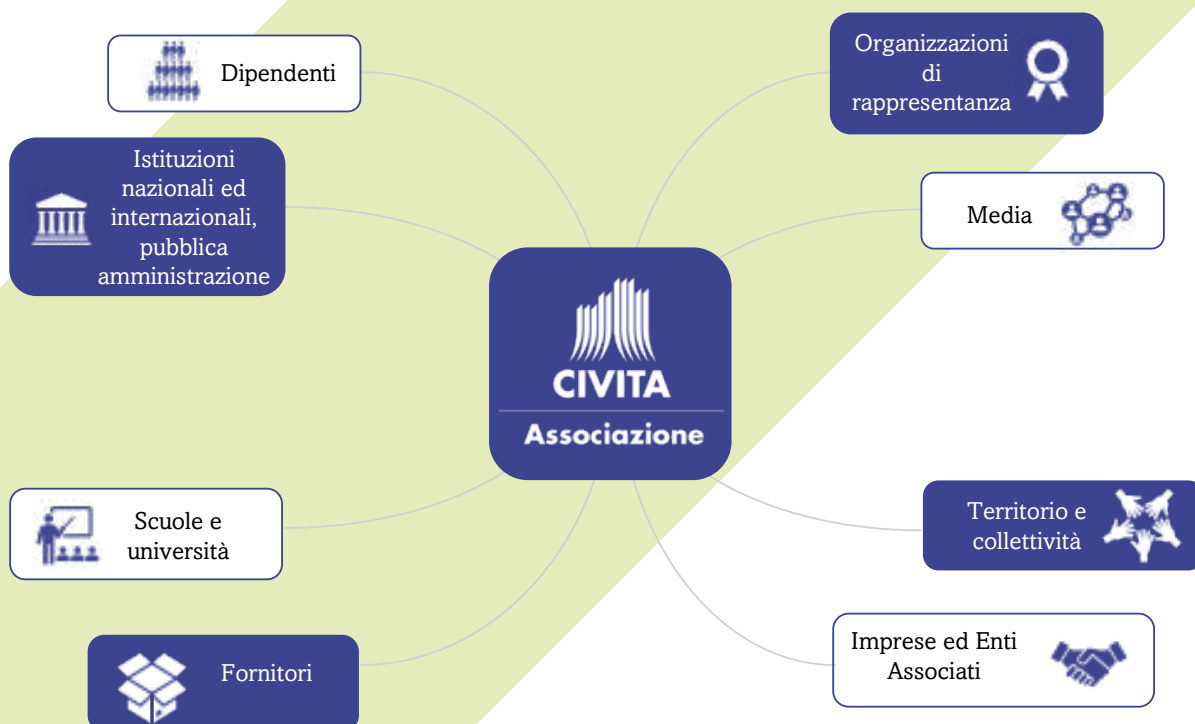 Dipendenti
Organizzazioni
di
rappresentanza
Istituzioni
nazionali ed
internazionali,
pubblica
amministrazione
Media
CIVITA
Associazione
Scuole e
università
Territorio e
collettività
Fornitori
Imprese ed Enti
Associati